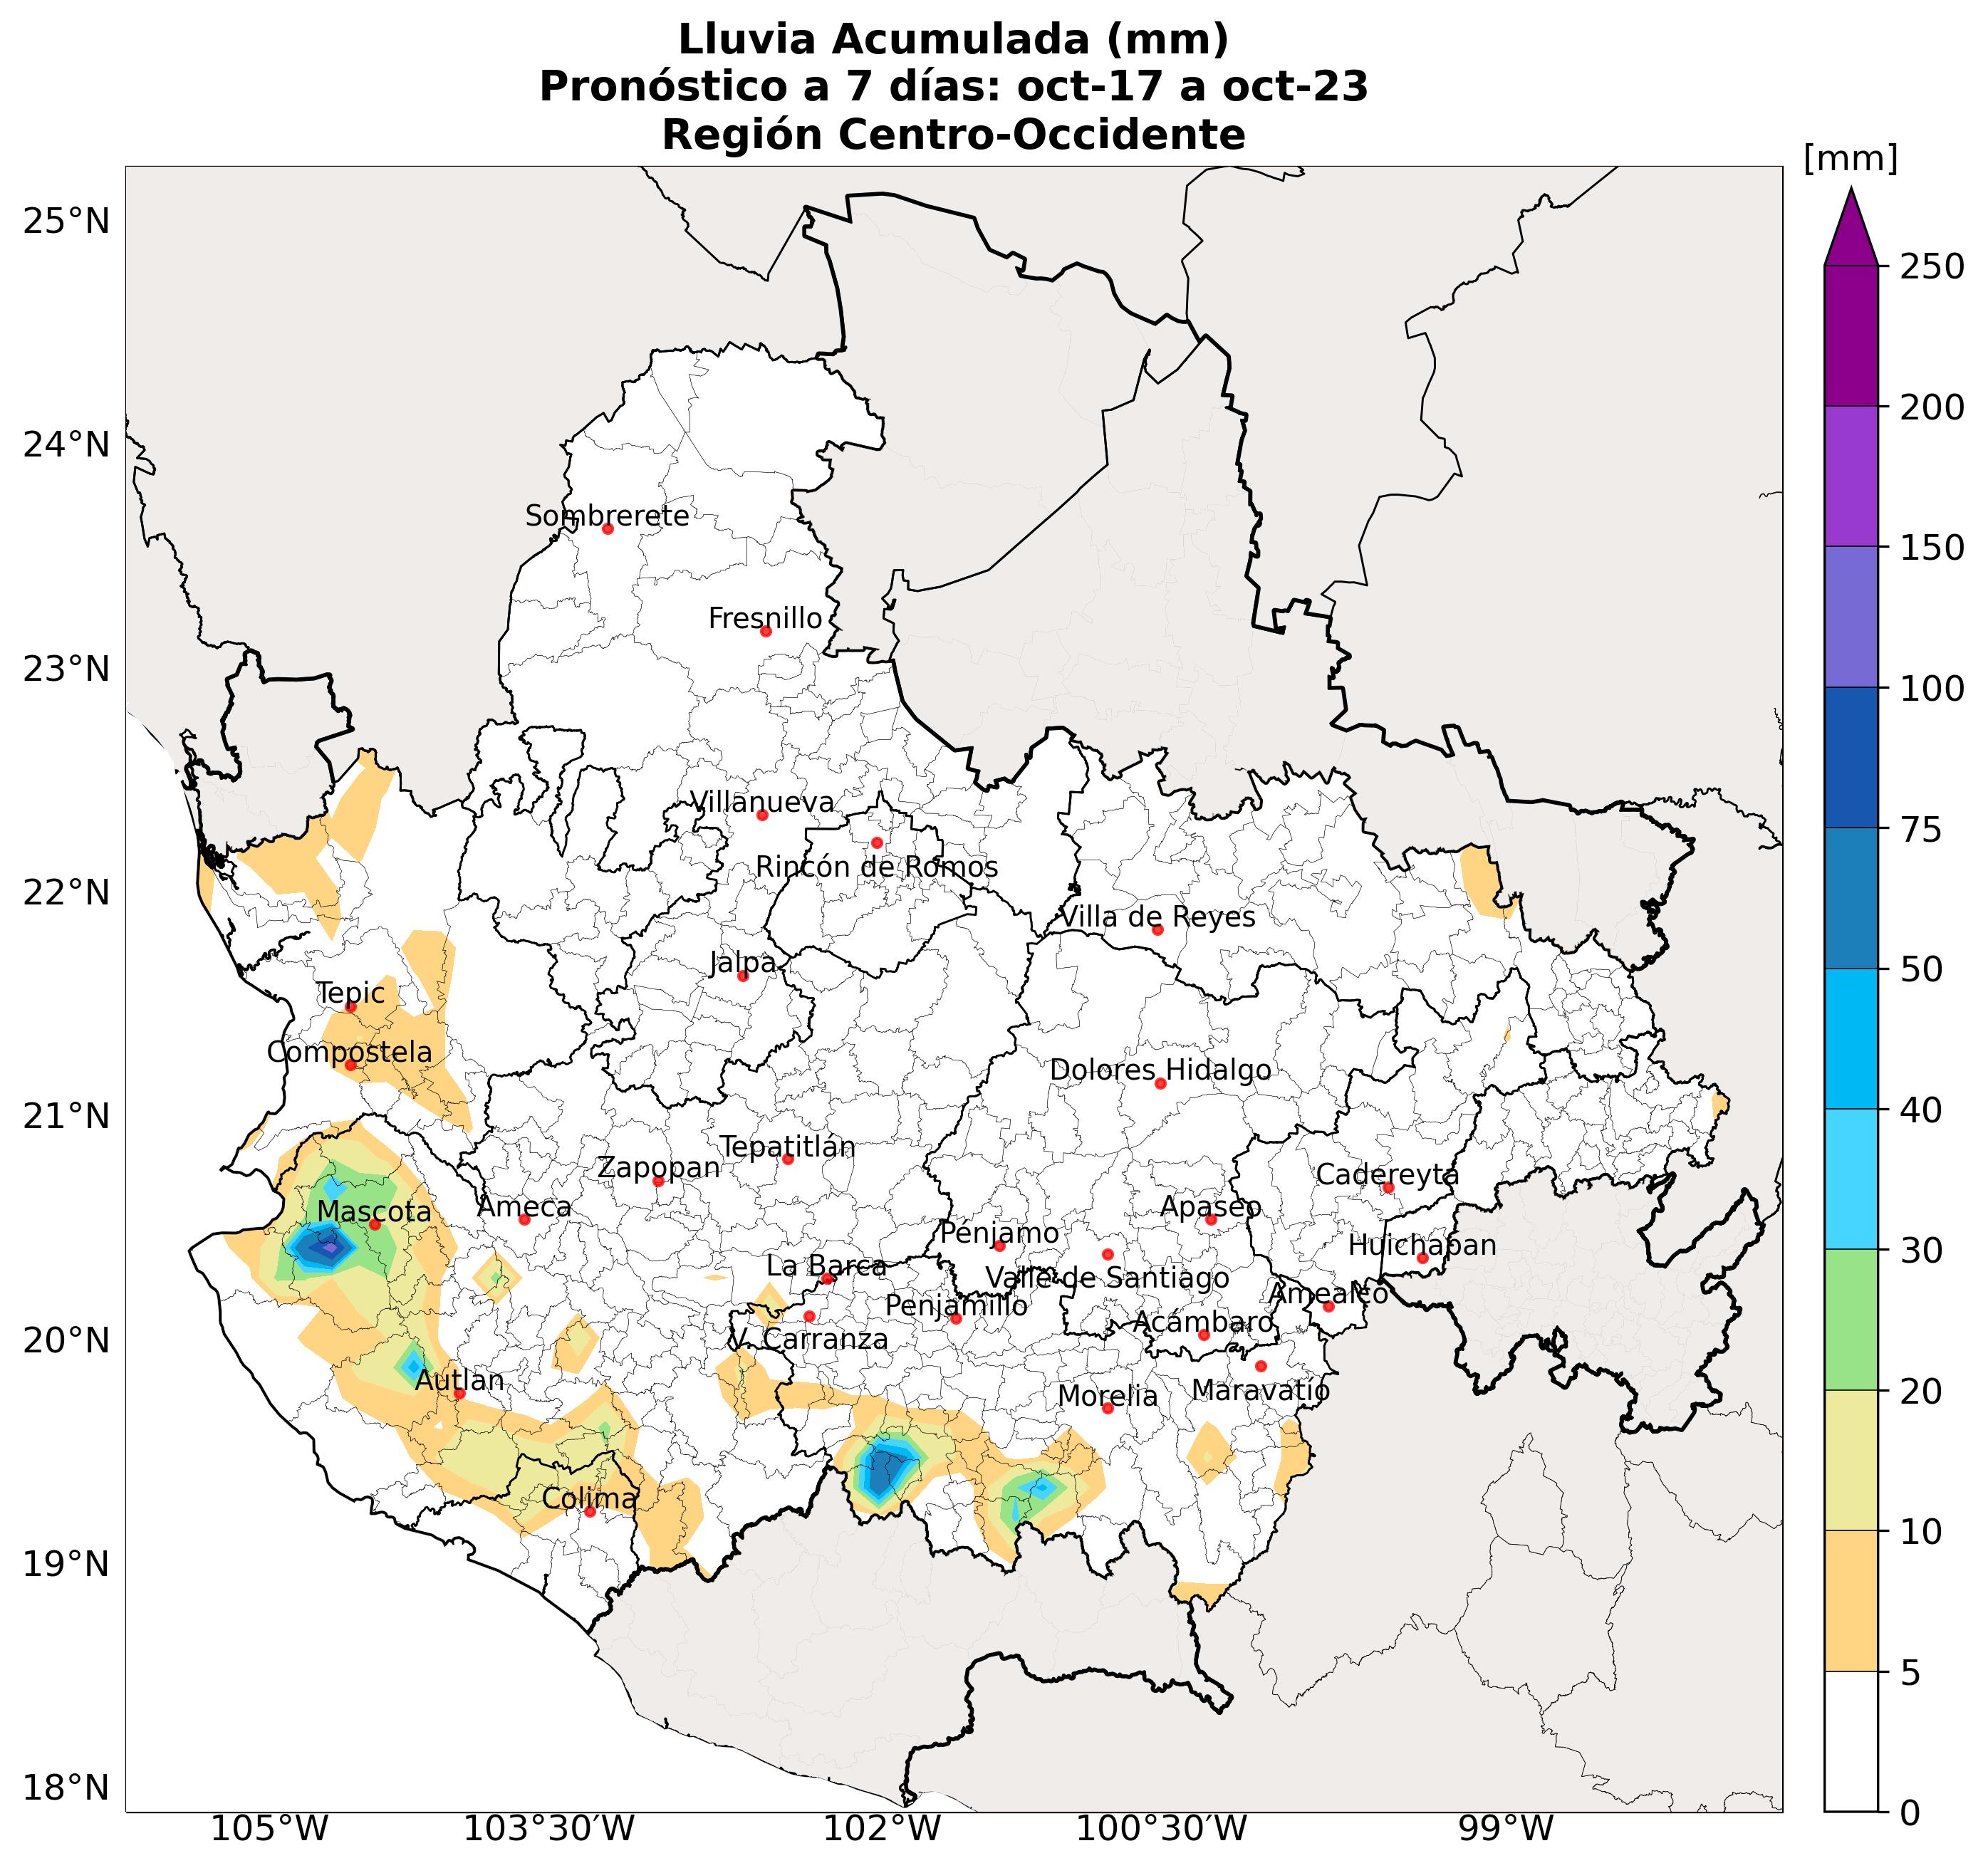 Lluvia Acumulada (mm)
Pronóstico a 7 días: oct-17 a oct-23
Región Centro-Occidente
[mm]
25°N
250
200
24°N
Sombrerete
150
Fresnillo
23°N
100
Villanueva
75
Rincón de Romos
22°N
Villa de Reyes
Jalpa
50
Tepic
Compostela
Dolores Hidalgo
21°N
40
Tepatitlán
Zapopan
Cadereyta
Mascota
Ameca
Apaseo
Pénjamo
Huichapan
30
La Barca
Valle de Santiago
Amealco
Penjamillo
Acámbaro
20°N
V. Carranza
Autlan
20
Morelia
Maravatío
Colima
10
19°N
5
18°N
0
105°W
103°30'W
102°W
100°30'W
99°W